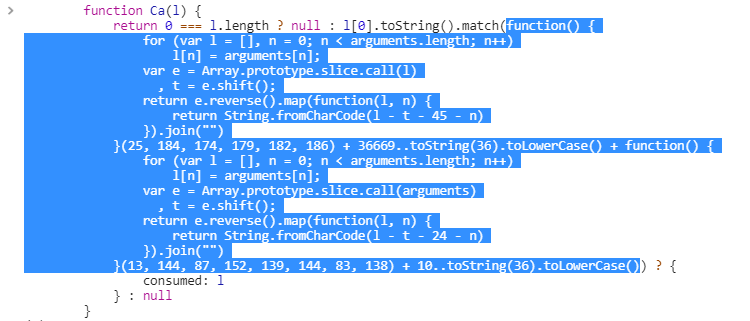 function Ca(l) {
return 0 === l.length ? null : l[0].toString().match(function() {
for (var l = [], n = 0; n < arguments.length; n++)
l[n] = arguments[n];
var e = Array.prototype.slice.call(l)
, t = e.shift();
return e.reverse().map(function(l, n) {
return String.fromCharCode(l - t - 45 - n)
}).join("")
}(25, 184, 174, 179, 182, 186) + 36669..toString(36).toLowerCase() + function() {
for (var l = [], n = 0; n < arguments.length; n++)
l[n] = arguments[n];
var e = Array.prototype.slice.call(arguments)
, t = e.shift();
return e.reverse().map(function(l, n) {
return String.fromCharCode(l - t - 24 - n)
}).join("")
}(13, 144, 87, 152, 139, 144, 83, 138) + 10..toString(36).toLowerCase()) ? {
consumed: l
} : null
}